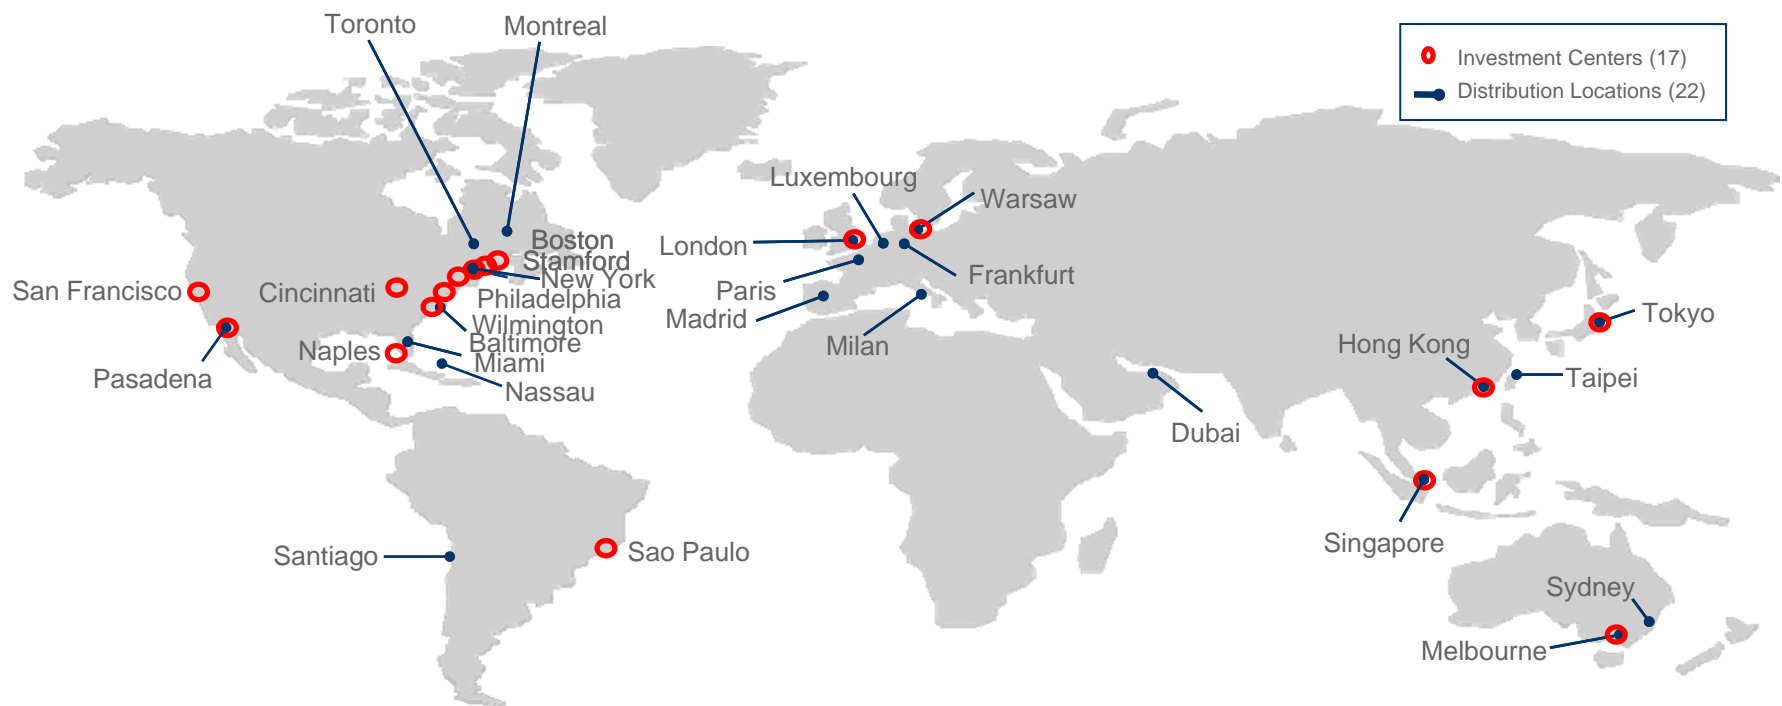 Toronto
Montreal
Investment Centers (17)
Distribution Locations (22)
Luxembourg
Warsaw
London
Boston
Stamford
New York
Frankfurt
San Francisco
Cincinnati
Paris
Philadelphia
Madrid
Wilmington
Tokyo
Baltimore
Milan
Hong Kong
Naples
Miami
Pasadena
Taipei
Nassau
Dubai
Singapore
Santiago
Sao Paulo
Sydney
Melbourne